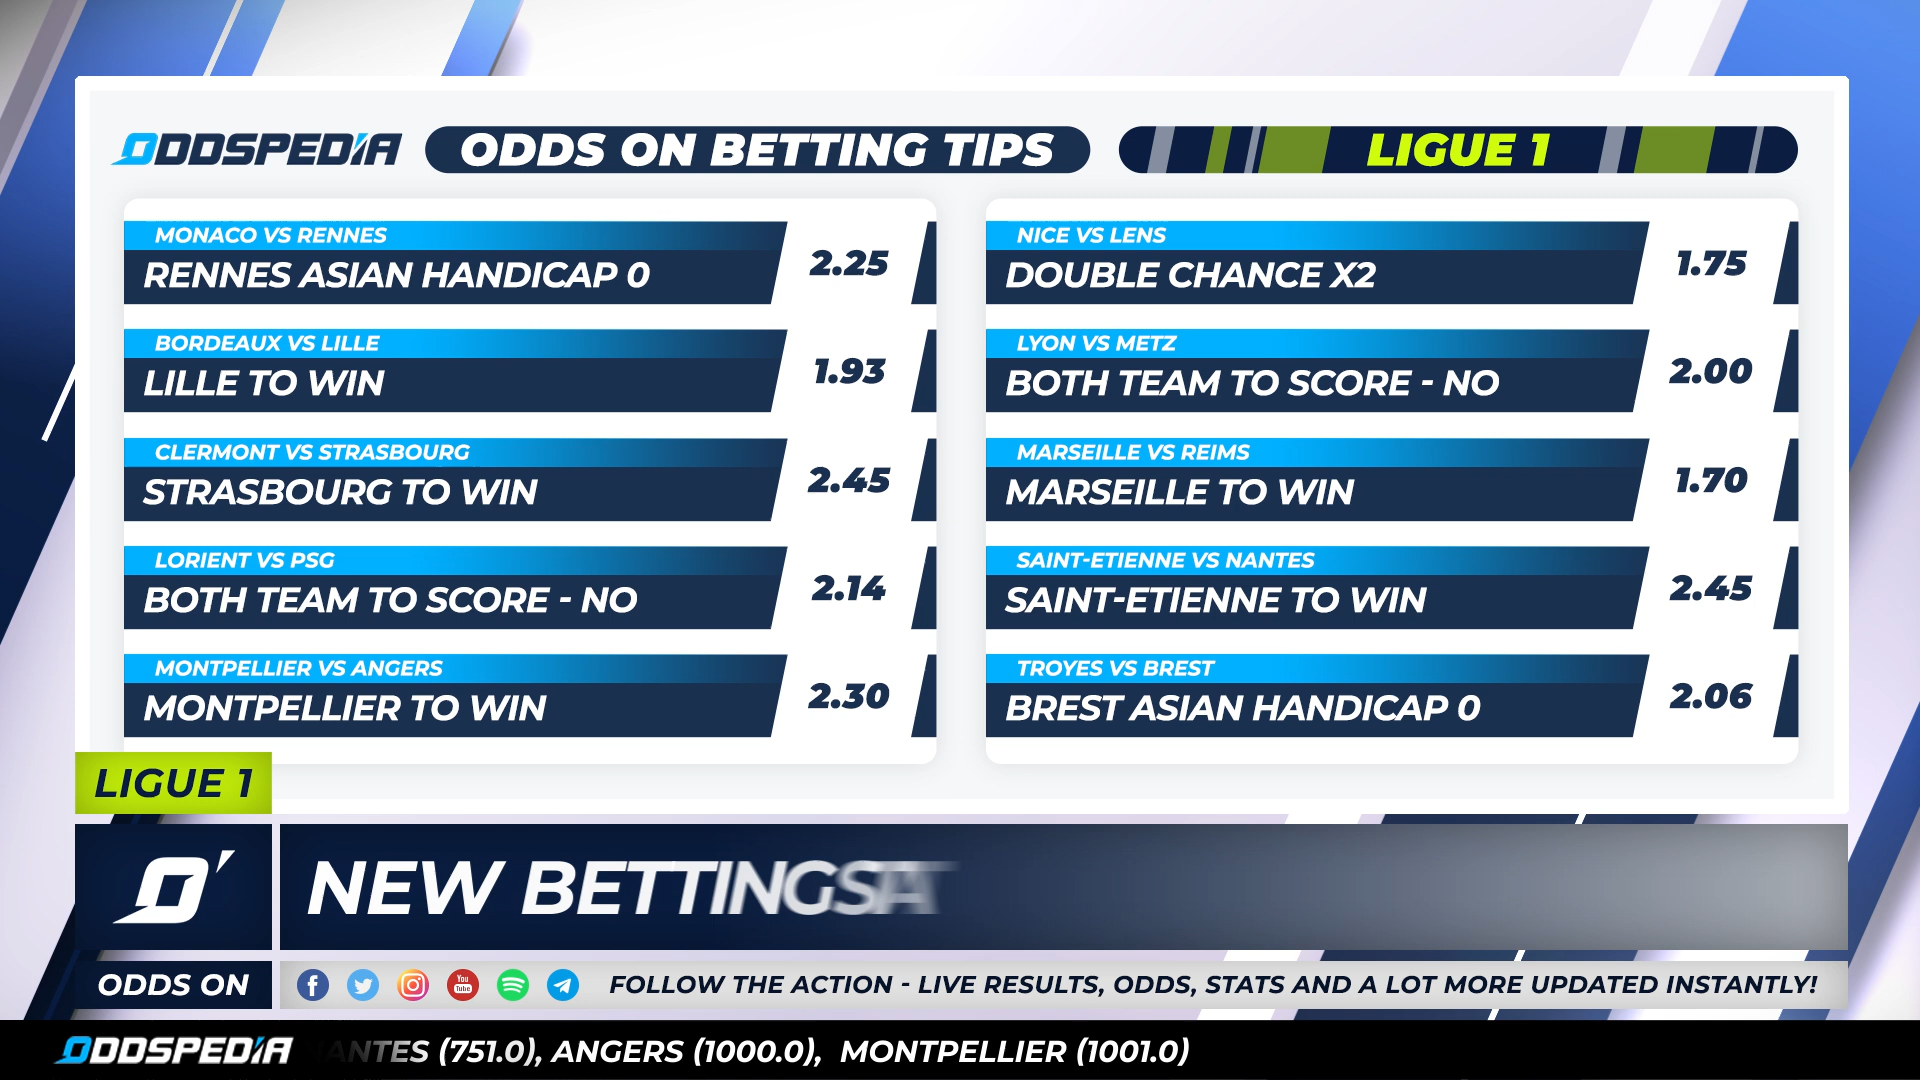 ODDSPEDIA
ODDS ON BETTING TIPS
LIGUE 1
MONACO VS RENNES
RENNES ASIAN HANDICAP 0
2.25
BORDEAUX VS LILLE
LILLE TO WIN
1.93
CLERMONT VS STRASBOURG
STRASBOURG TO WIN
2.45
LORIENT VS PSG
BOTH TEAM TO SCORE - NO
2.14
MONTPELLIER VS ANGERS
MONTPELLIER TO WIN
2.30
NICE VS LENS
DOUBLE CHANCE X2
1.75
LYON VS METZ
BOTH TEAM TO SCORE - NO
2.00
MARSEILLE VS REIMS
MARSEILLE TO WIN
1.70
SAINT-ETIENNE VS NANTES
SAINT-ETIENNE TO WIN
2.45
TROYES VS BREST
BREST ASIAN HANDICAP 0
2.06
LIGUE 1
NEW BETTING
ODDS ON
You Tube
FOLLOW THE ACTION - LIVE RESULTS, ODDS, STATS AND A LOT MORE UPDATED INSTANTLY!
ODDSPEDIA
ANTES (751.0), ANGERS (1000.0), MONTPELLIER (1001.0)